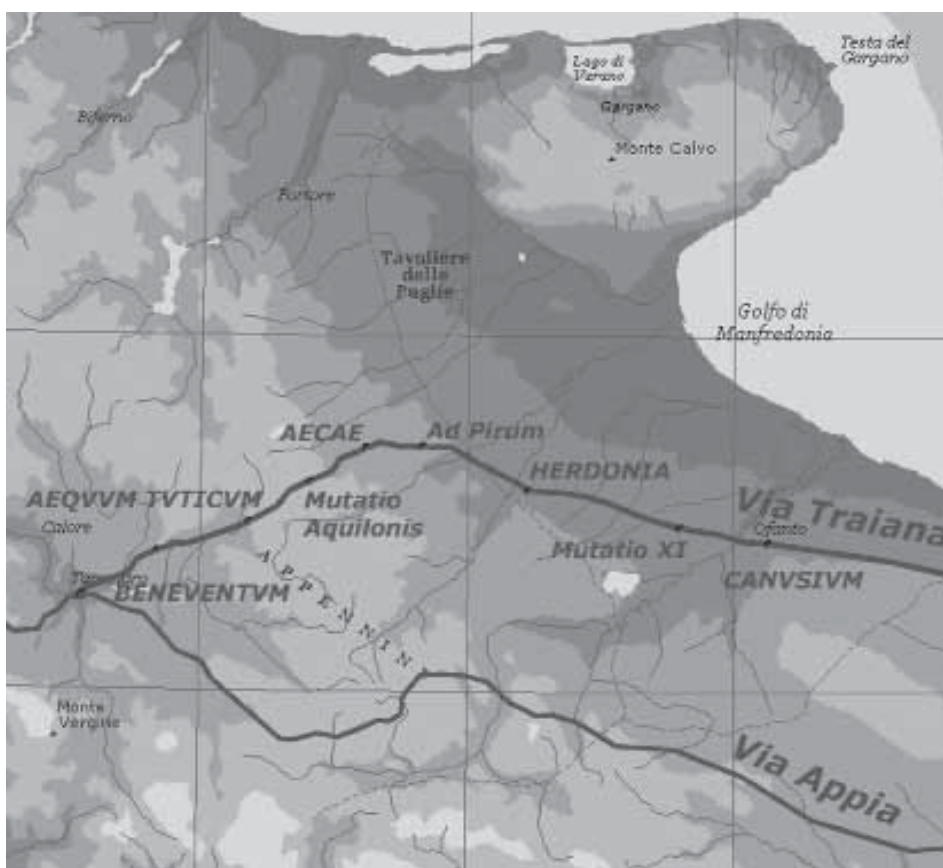 Testa del
Gargano
Lago di
Varano
Gargano
Biferno
Monte Calvo
Fortore
Tavoliere
delle
Puglie
Golfo di
Manfredonia
AECAE
Ad Pirum
HERDONIA
AEQVVM TVTICVM
Mutatio
Aquilonis
Via Traiana
Calore
Ofanto
Mutatio XI
APPENNIN
CANVSIVM
BENEVENTVM
Monte
Vergine
Via Appia